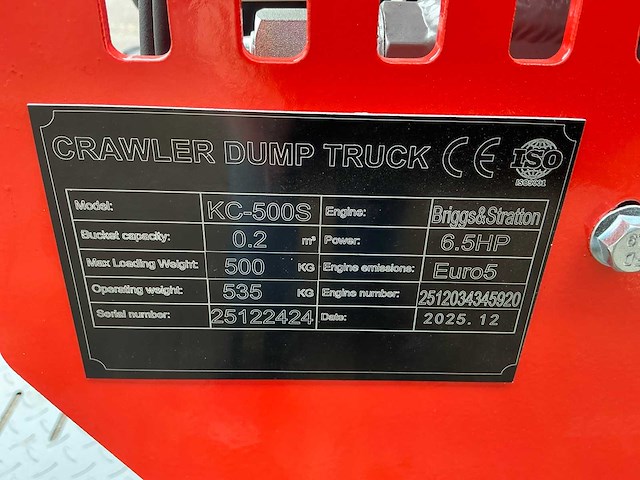 CRAWLER DUMP TRUCK CE ISO
ISO9001
Model: KC-500S Engine: Briggs&Stratton
Bucket capacity: 0.2 m³ Power: 6.5HP
Max Loading Weight: 500 KG Engine emissions: Euro5
Operating weight: 535 KG Engine number: 2512034345920
Serial number: 25122424 Date: 2025.12